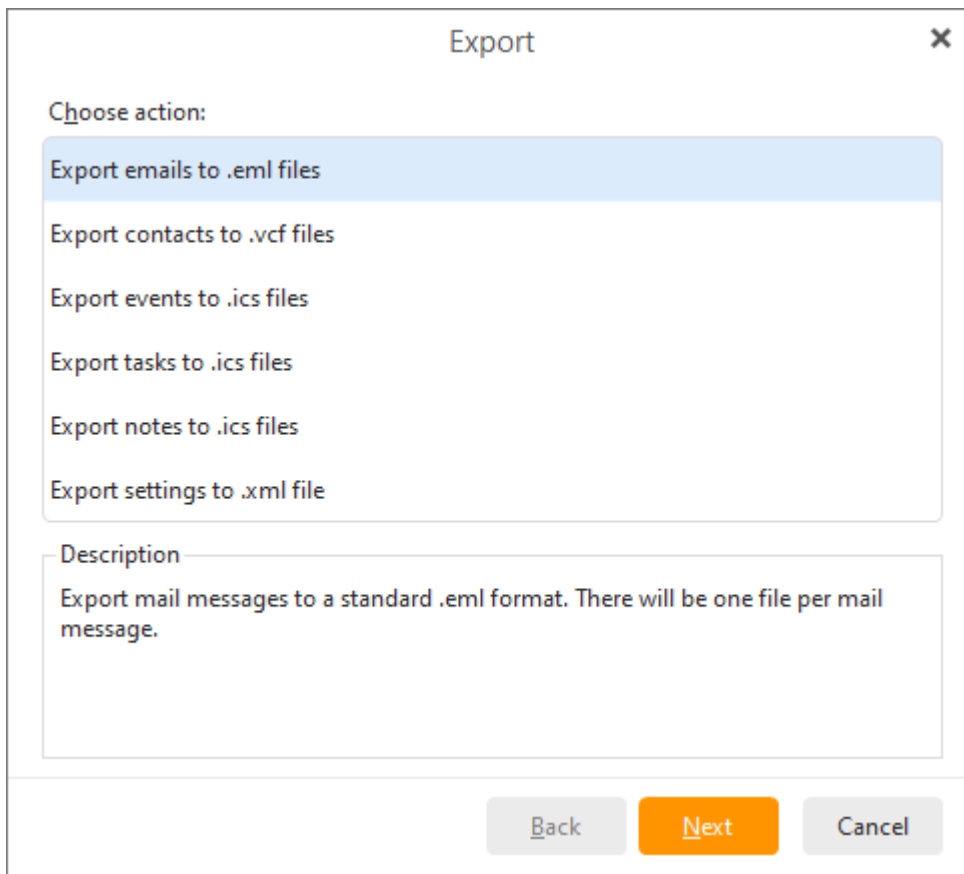 Export
Choose action:
Export emails to .eml files
Export contacts to .vcf files
Export events to .ics files
Export tasks to .ics files
Export notes to .ics files
Export settings to .xml file
Description
Export mail messages to a standard .eml format. There will be one file per mail
message.
Back Next Cancel